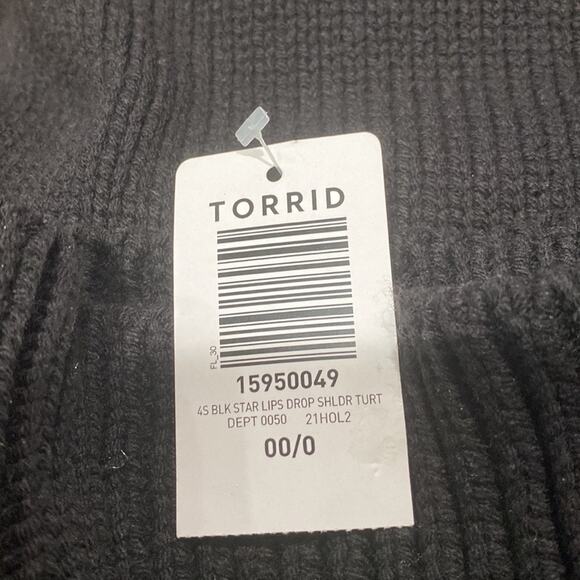 TORRID
FL_30
15950049
4S BLK STAR LIPS DROP SHLDR TURT
DEPT 0050 21HOL2
00/0